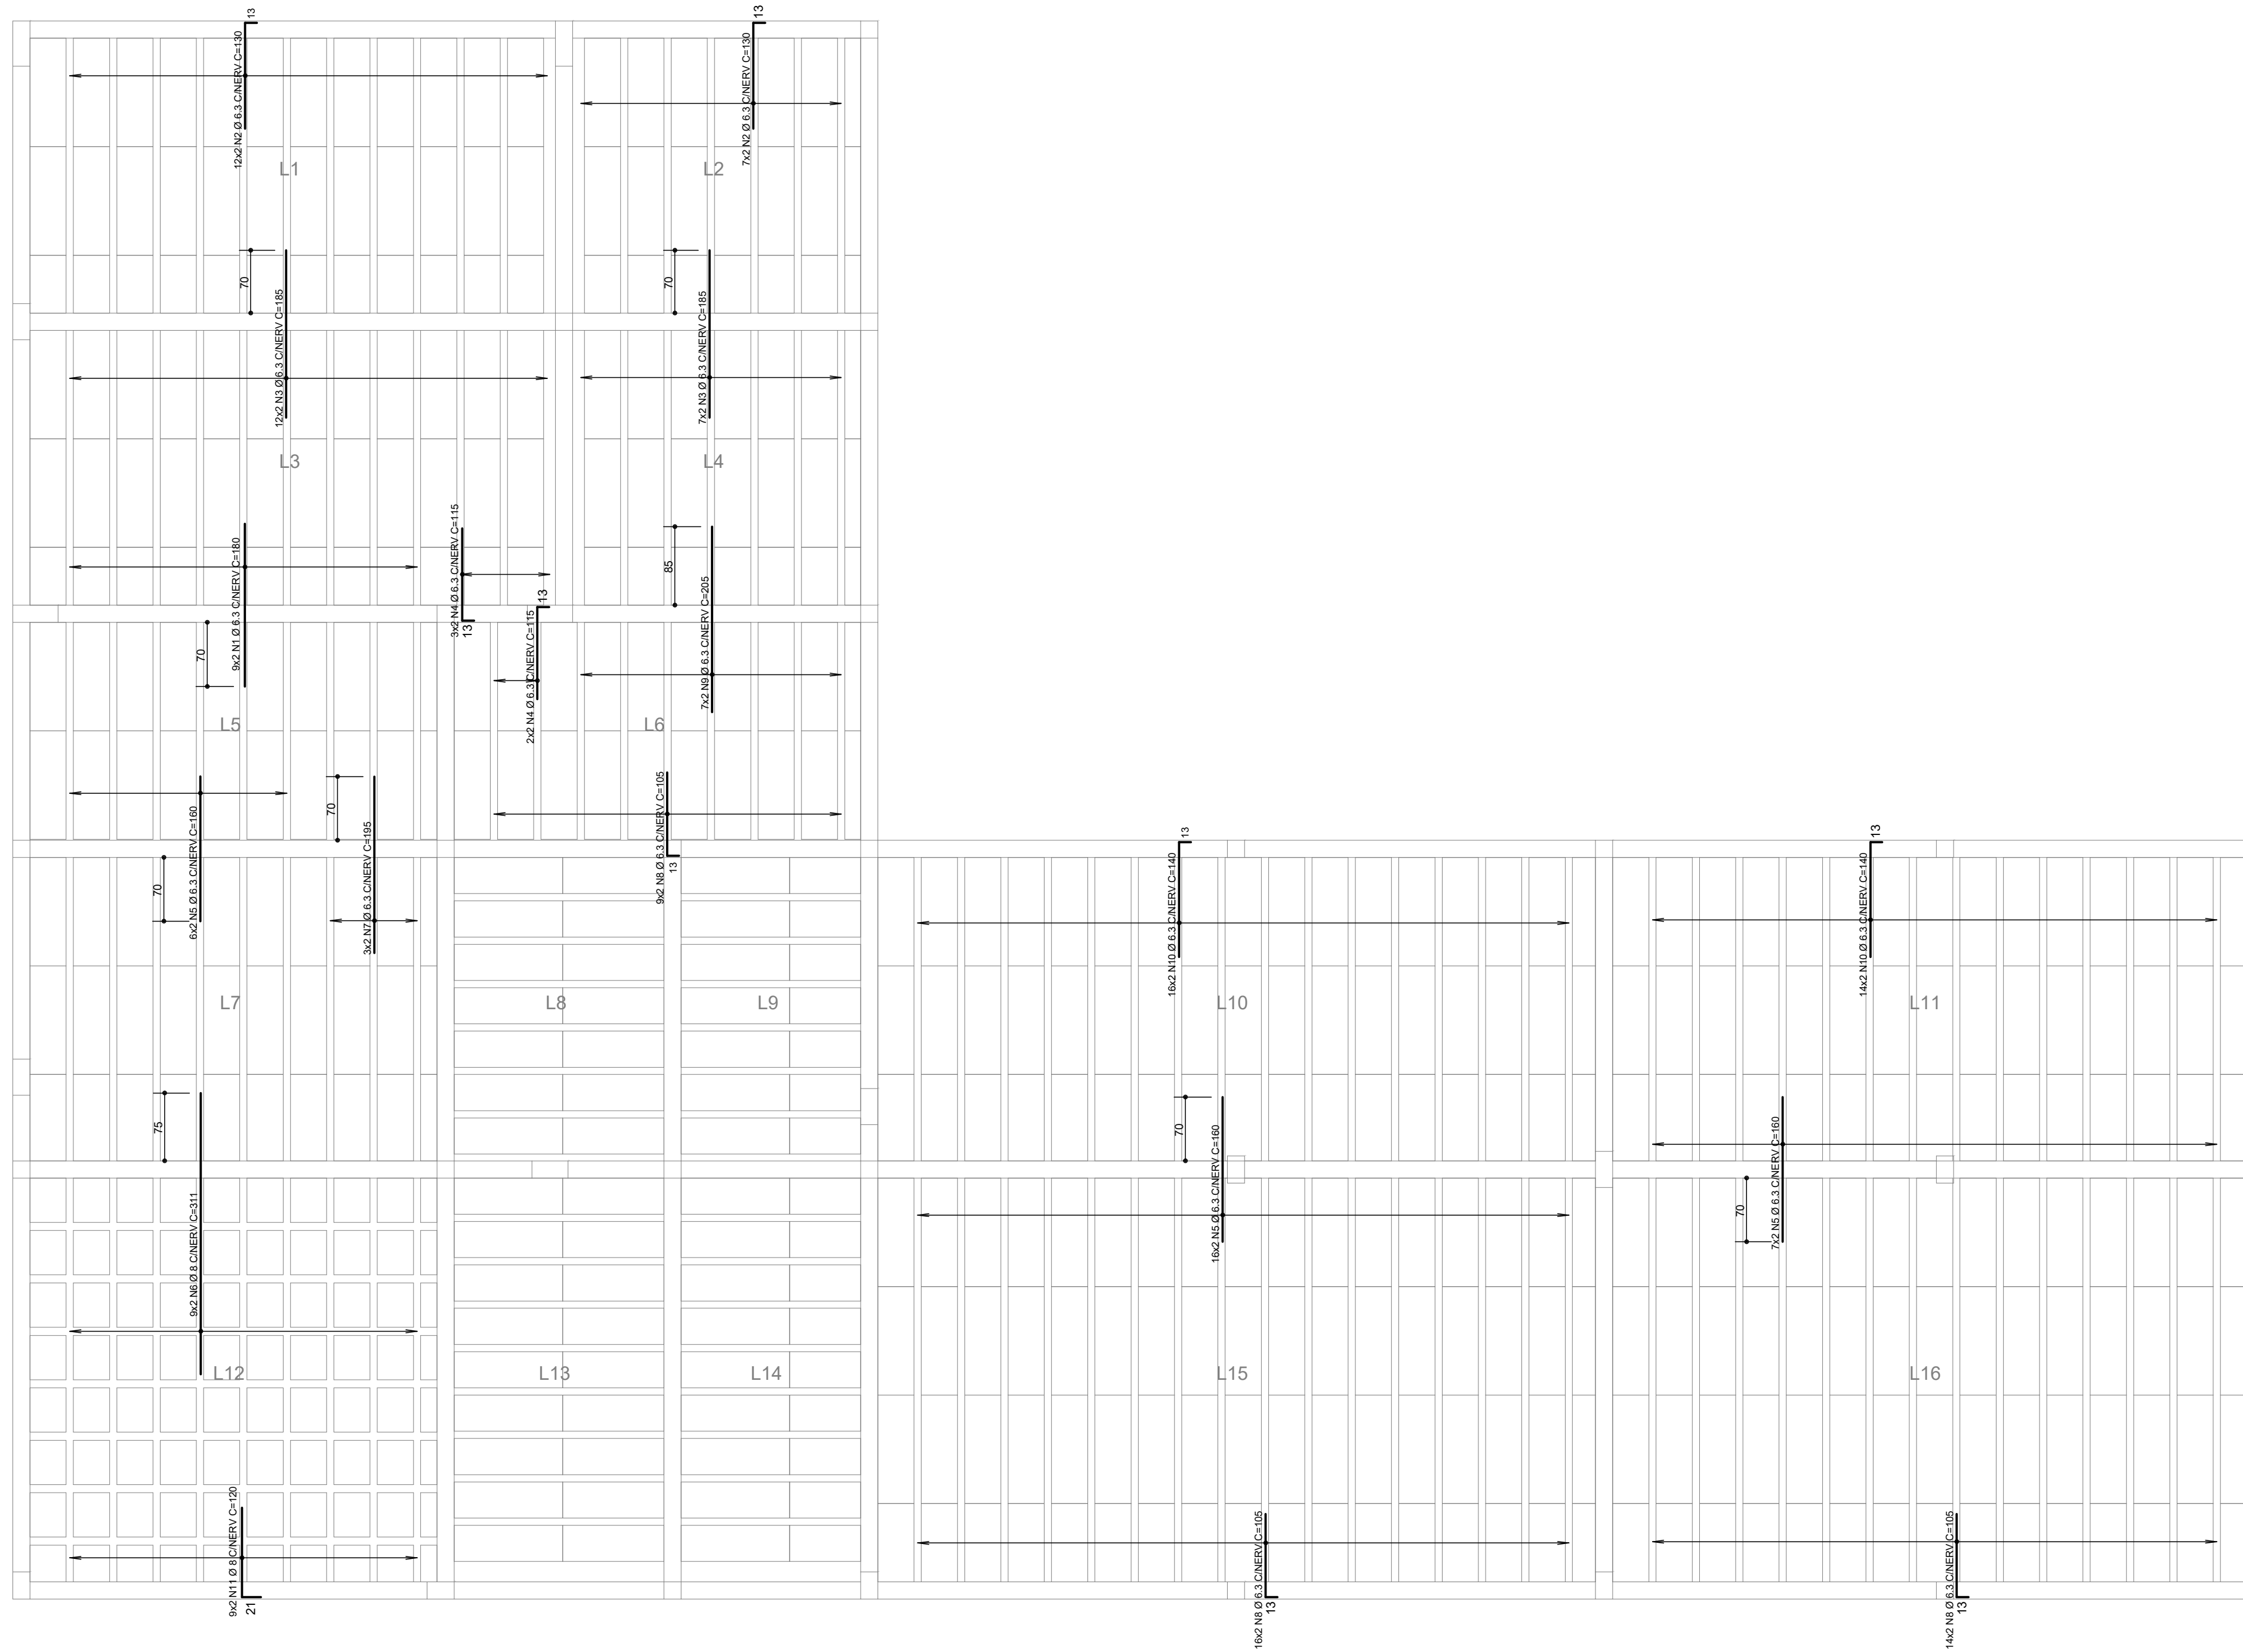 13
13
12x2 N2 Ø 6.3 C/NERV C=130
7x2 N2 Ø 6.3 C/NERV C=130
L1
L2
70
70
12x2 N3 Ø 6.3 C/NERV C=185
7x2 N3 Ø 6.3 C/NERV C=185
L3
L4
9x2 N1 Ø 6.3 C/NERV C=180
3x2 N4 Ø 6.3 C/NERV C=115
13
85
13
2x2 N4 Ø 6.3 C/NERV C=115
7x2 N9 Ø 6.3 C/NERV C=205
70
L5
L6
70
6x2 N5 Ø 6.3 C/NERV C=160
3x2 N7 Ø 6.3 C/NERV C=195
9x2 N8 Ø 6.3 C/NERV C=105
13
13
13
70
16x2 N10 Ø 6.3 C/NERV C=140
14x2 N10 Ø 6.3 C/NERV C=140
L7
L8
L9
L10
L11
75
70
16x2 N5 Ø 6.3 C/NERV C=160
7x2 N5 Ø 6.3 C/NERV C=160
70
9x2 N6 Ø 8 C/NERV C=311
L12
L13
L14
L15
L16
9x2 N11 Ø 8 C/NERV C=120
21
16x2 N8 Ø 6.3 C/NERV C=105
13
14x2 N8 Ø 6.3 C/NERV C=105
13